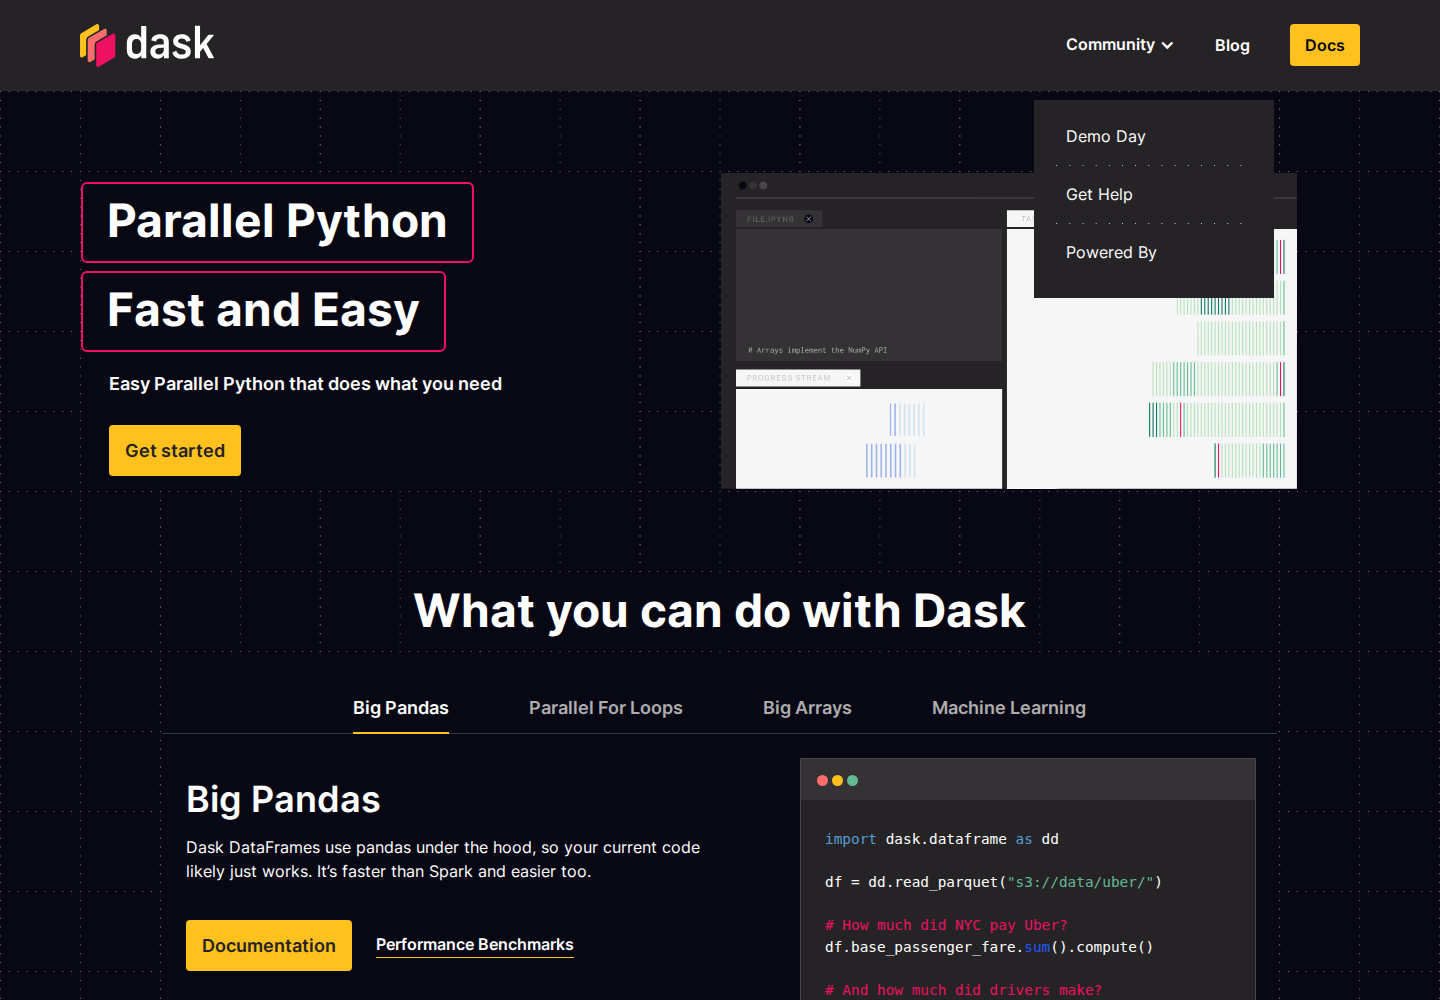 dask
Community
Blog
Docs
Demo Day
Get Help
Powered By
Parallel Python
Fast and Easy
Easy Parallel Python that does what you need
Get started
FILE.IPYNB
# Arrays implement the NumPy API
PROGRESS STREAM
What you can do with Dask
Big Pandas
Parallel For Loops
Big Arrays
Machine Learning
Big Pandas
Dask DataFrames use pandas under the hood, so your current code
likely just works. It’s faster than Spark and easier too.
Documentation
Performance Benchmarks
import dask.dataframe as dd
df = dd.read_parquet("s3://data/uber/")
# How much did NYC pay Uber?
df.base_passenger_fare.sum().compute()
# And how much did drivers make?